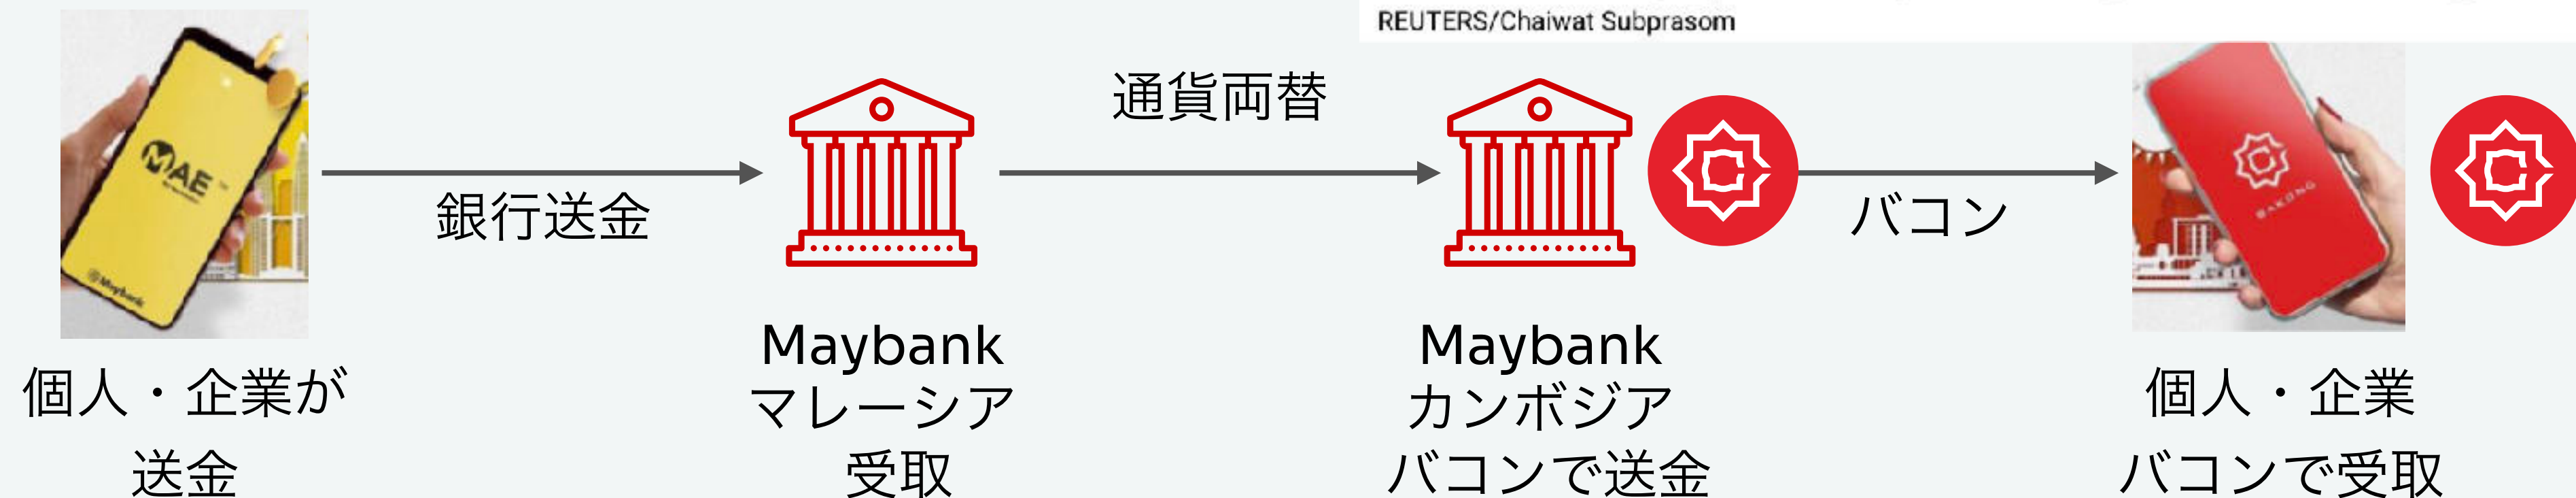 REUTERS/Chaiwat Subprasom
MAE
Maybank
個人・企業が
送金
銀行送金
Maybank
マレーシア
受取
通貨両替
Maybank
カンボジア
バコンで送金
バコン
BAKONG
個人・企業
バコンで受取